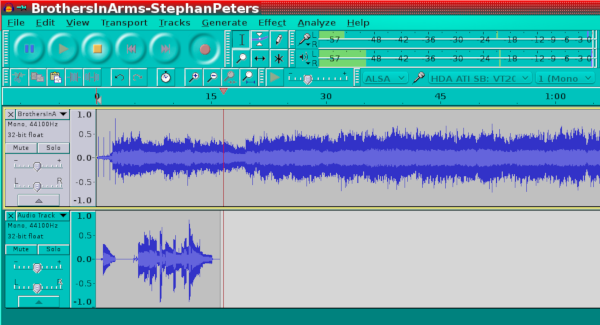 BrothersInArms-StephanPeters
File Edit View Transport Tracks Generate Effect Analyze Help
L -57 -48 -42 -36 -30 -24 -18 -12 -9 -6 -3 0
R
L -57 -48 -42 -36 -30 -24 -18 -12 -9 -6 -3 0
R
ALSA HDA ATI SB: VT20 1 (Mono
0 15 30 45 1:00
X BrothersInA 1.0
Mono, 44100Hz
32-bit float 0.5
Mute Solo
- + 0.0
L R -0.5
-1.0
X Audio Track 1.0
Mono, 44100Hz
32-bit float 0.5
Mute Solo
- + 0.0
L R -0.5
-1.0